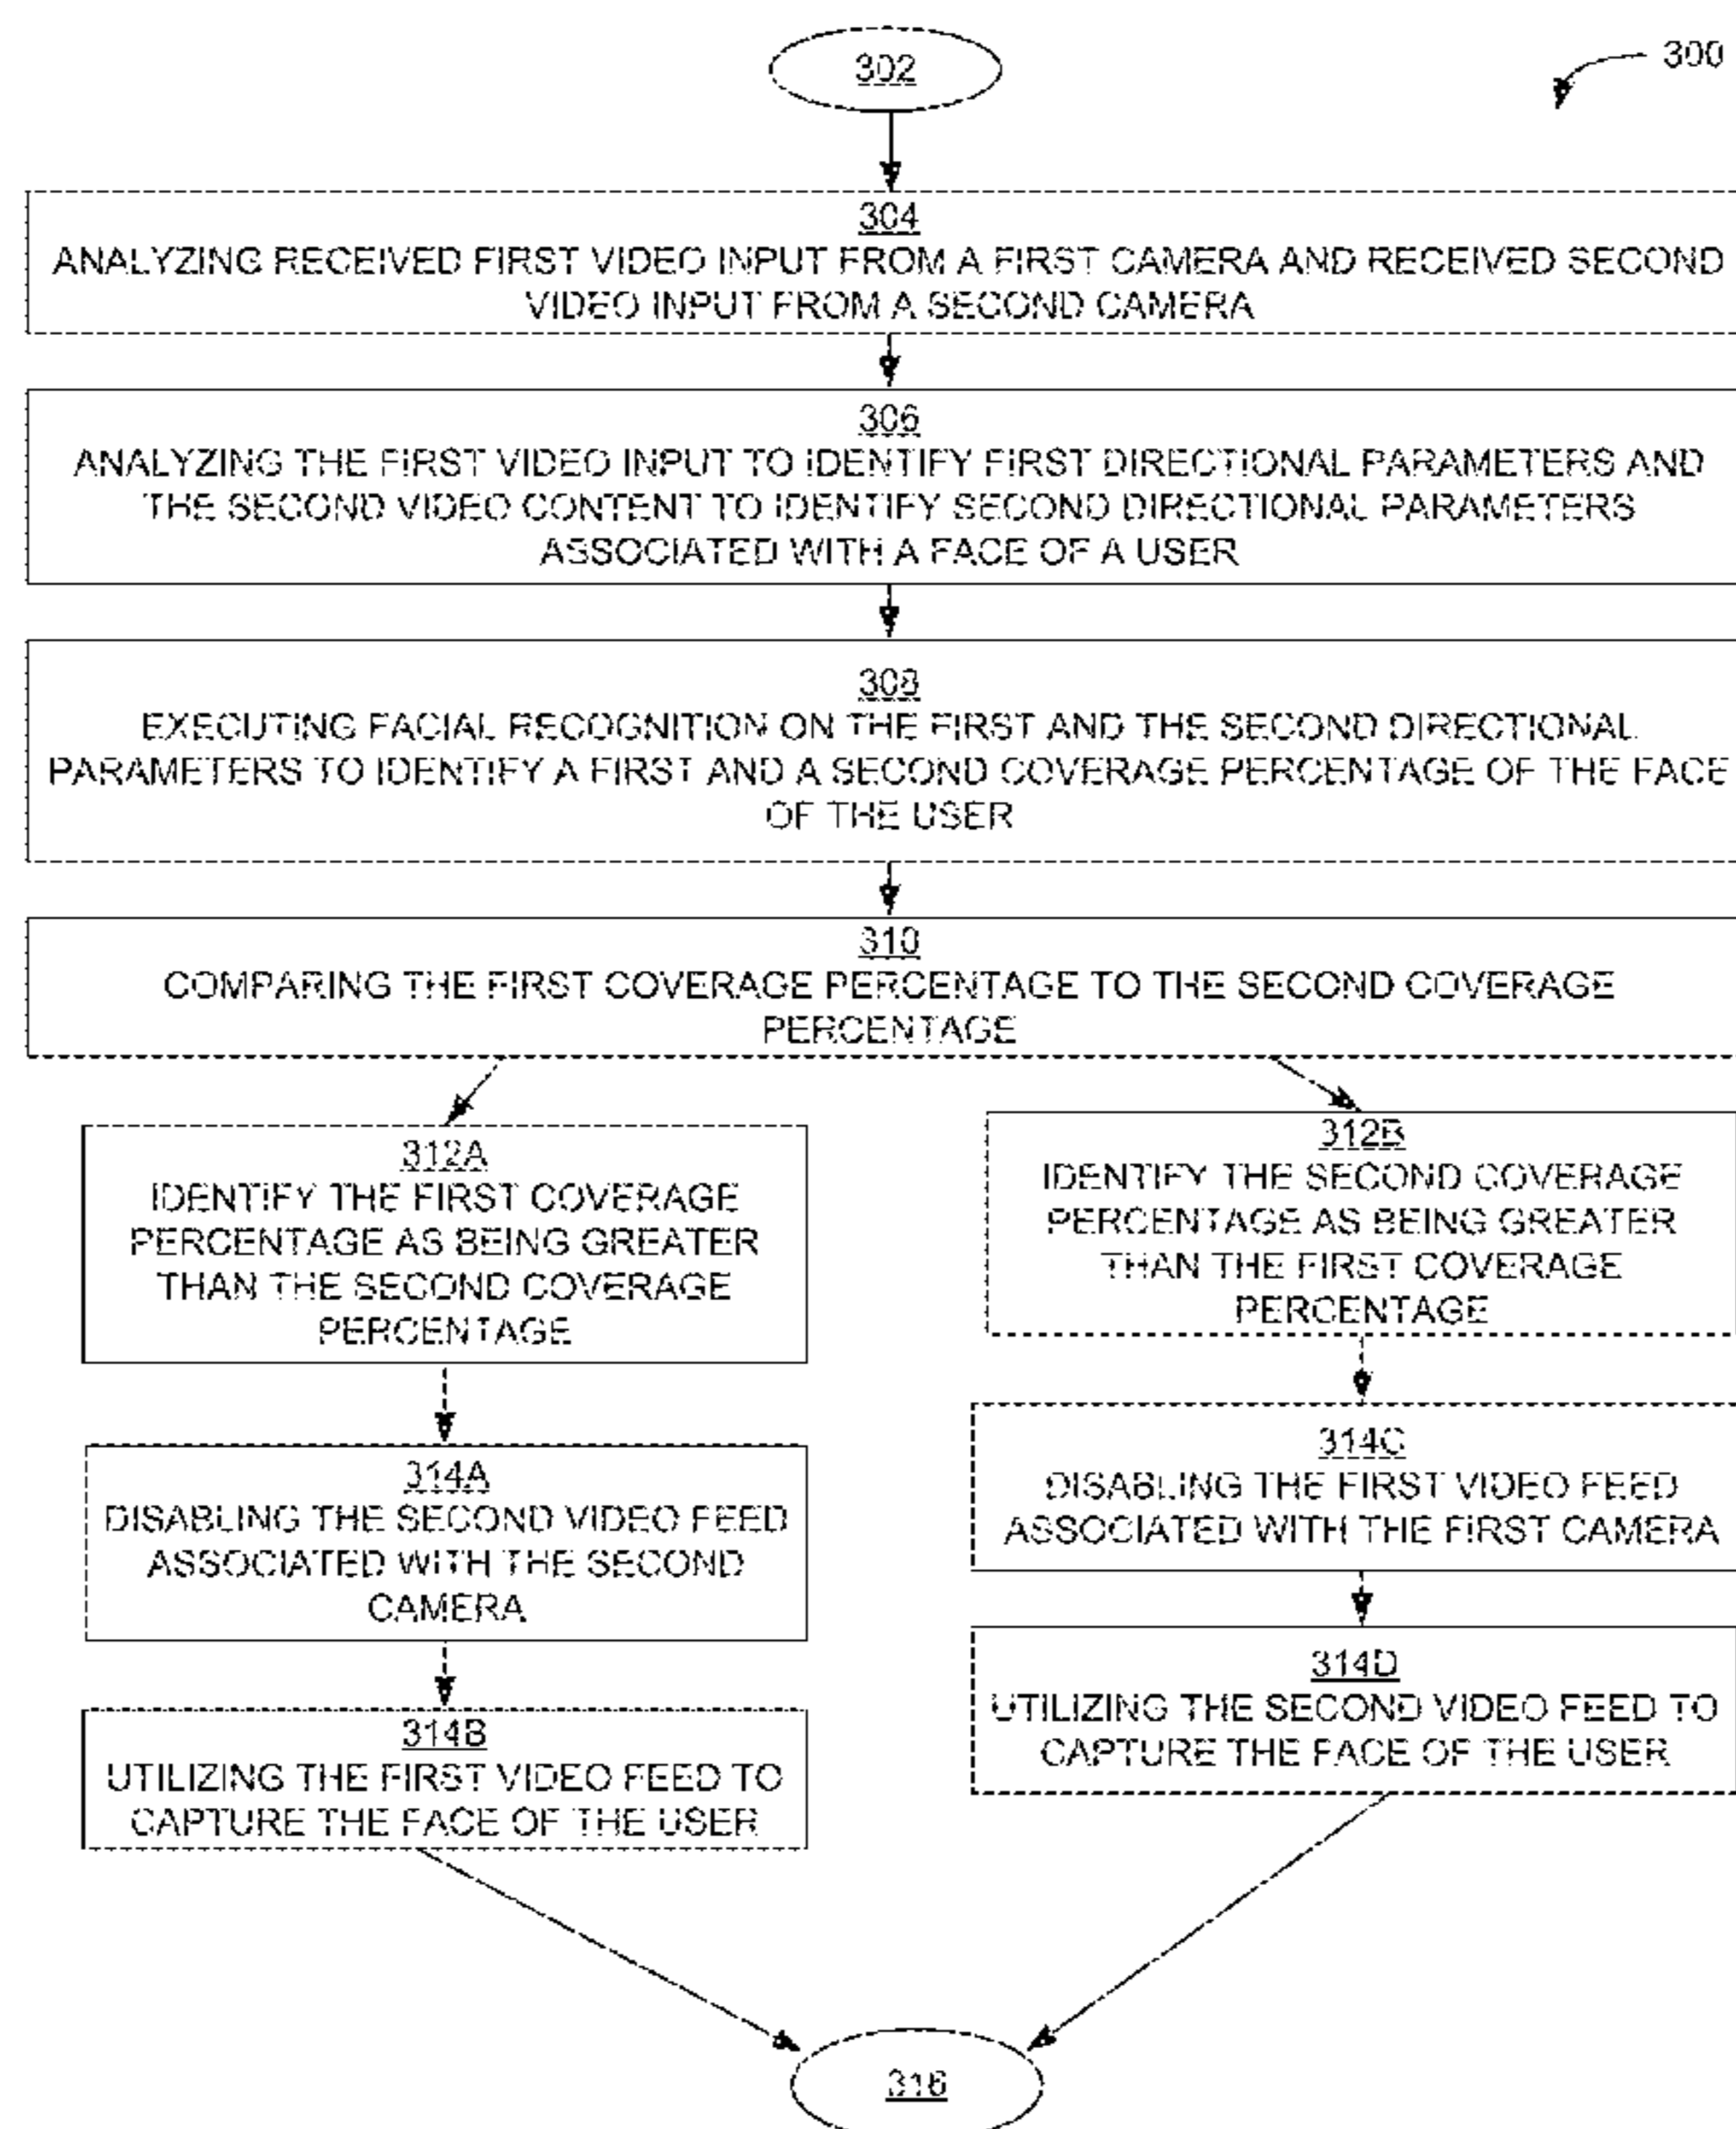 302
300
304
ANALYZING RECEIVED FIRST VIDEO INPUT FROM A FIRST CAMERA AND RECEIVED SECOND
VIDEO INPUT FROM A SECOND CAMERA
306
ANALYZING THE FIRST VIDEO INPUT TO IDENTIFY FIRST DIRECTIONAL PARAMETERS AND
THE SECOND VIDEO CONTENT TO IDENTIFY SECOND DIRECTIONAL PARAMETERS
ASSOCIATED WITH A FACE OF A USER
308
EXECUTING FACIAL RECOGNITION ON THE FIRST AND THE SECOND DIRECTIONAL
PARAMETERS TO IDENTIFY A FIRST AND A SECOND COVERAGE PERCENTAGE OF THE FACE
OF THE USER
310
COMPARING THE FIRST COVERAGE PERCENTAGE TO THE SECOND COVERAGE
PERCENTAGE
312A
IDENTIFY THE FIRST COVERAGE
PERCENTAGE AS BEING GREATER
THAN THE SECOND COVERAGE
PERCENTAGE
314A
DISABLING THE SECOND VIDEO FEED
ASSOCIATED WITH THE SECOND
CAMERA
314B
UTILIZING THE FIRST VIDEO FEED TO
CAPTURE THE FACE OF THE USER
312B
IDENTIFY THE SECOND COVERAGE
PERCENTAGE AS BEING GREATER
THAN THE FIRST COVERAGE
PERCENTAGE
314C
DISABLING THE FIRST VIDEO FEED
ASSOCIATED WITH THE FIRST CAMERA
314D
UTILIZING THE SECOND VIDEO FEED TO
CAPTURE THE FACE OF THE USER
316